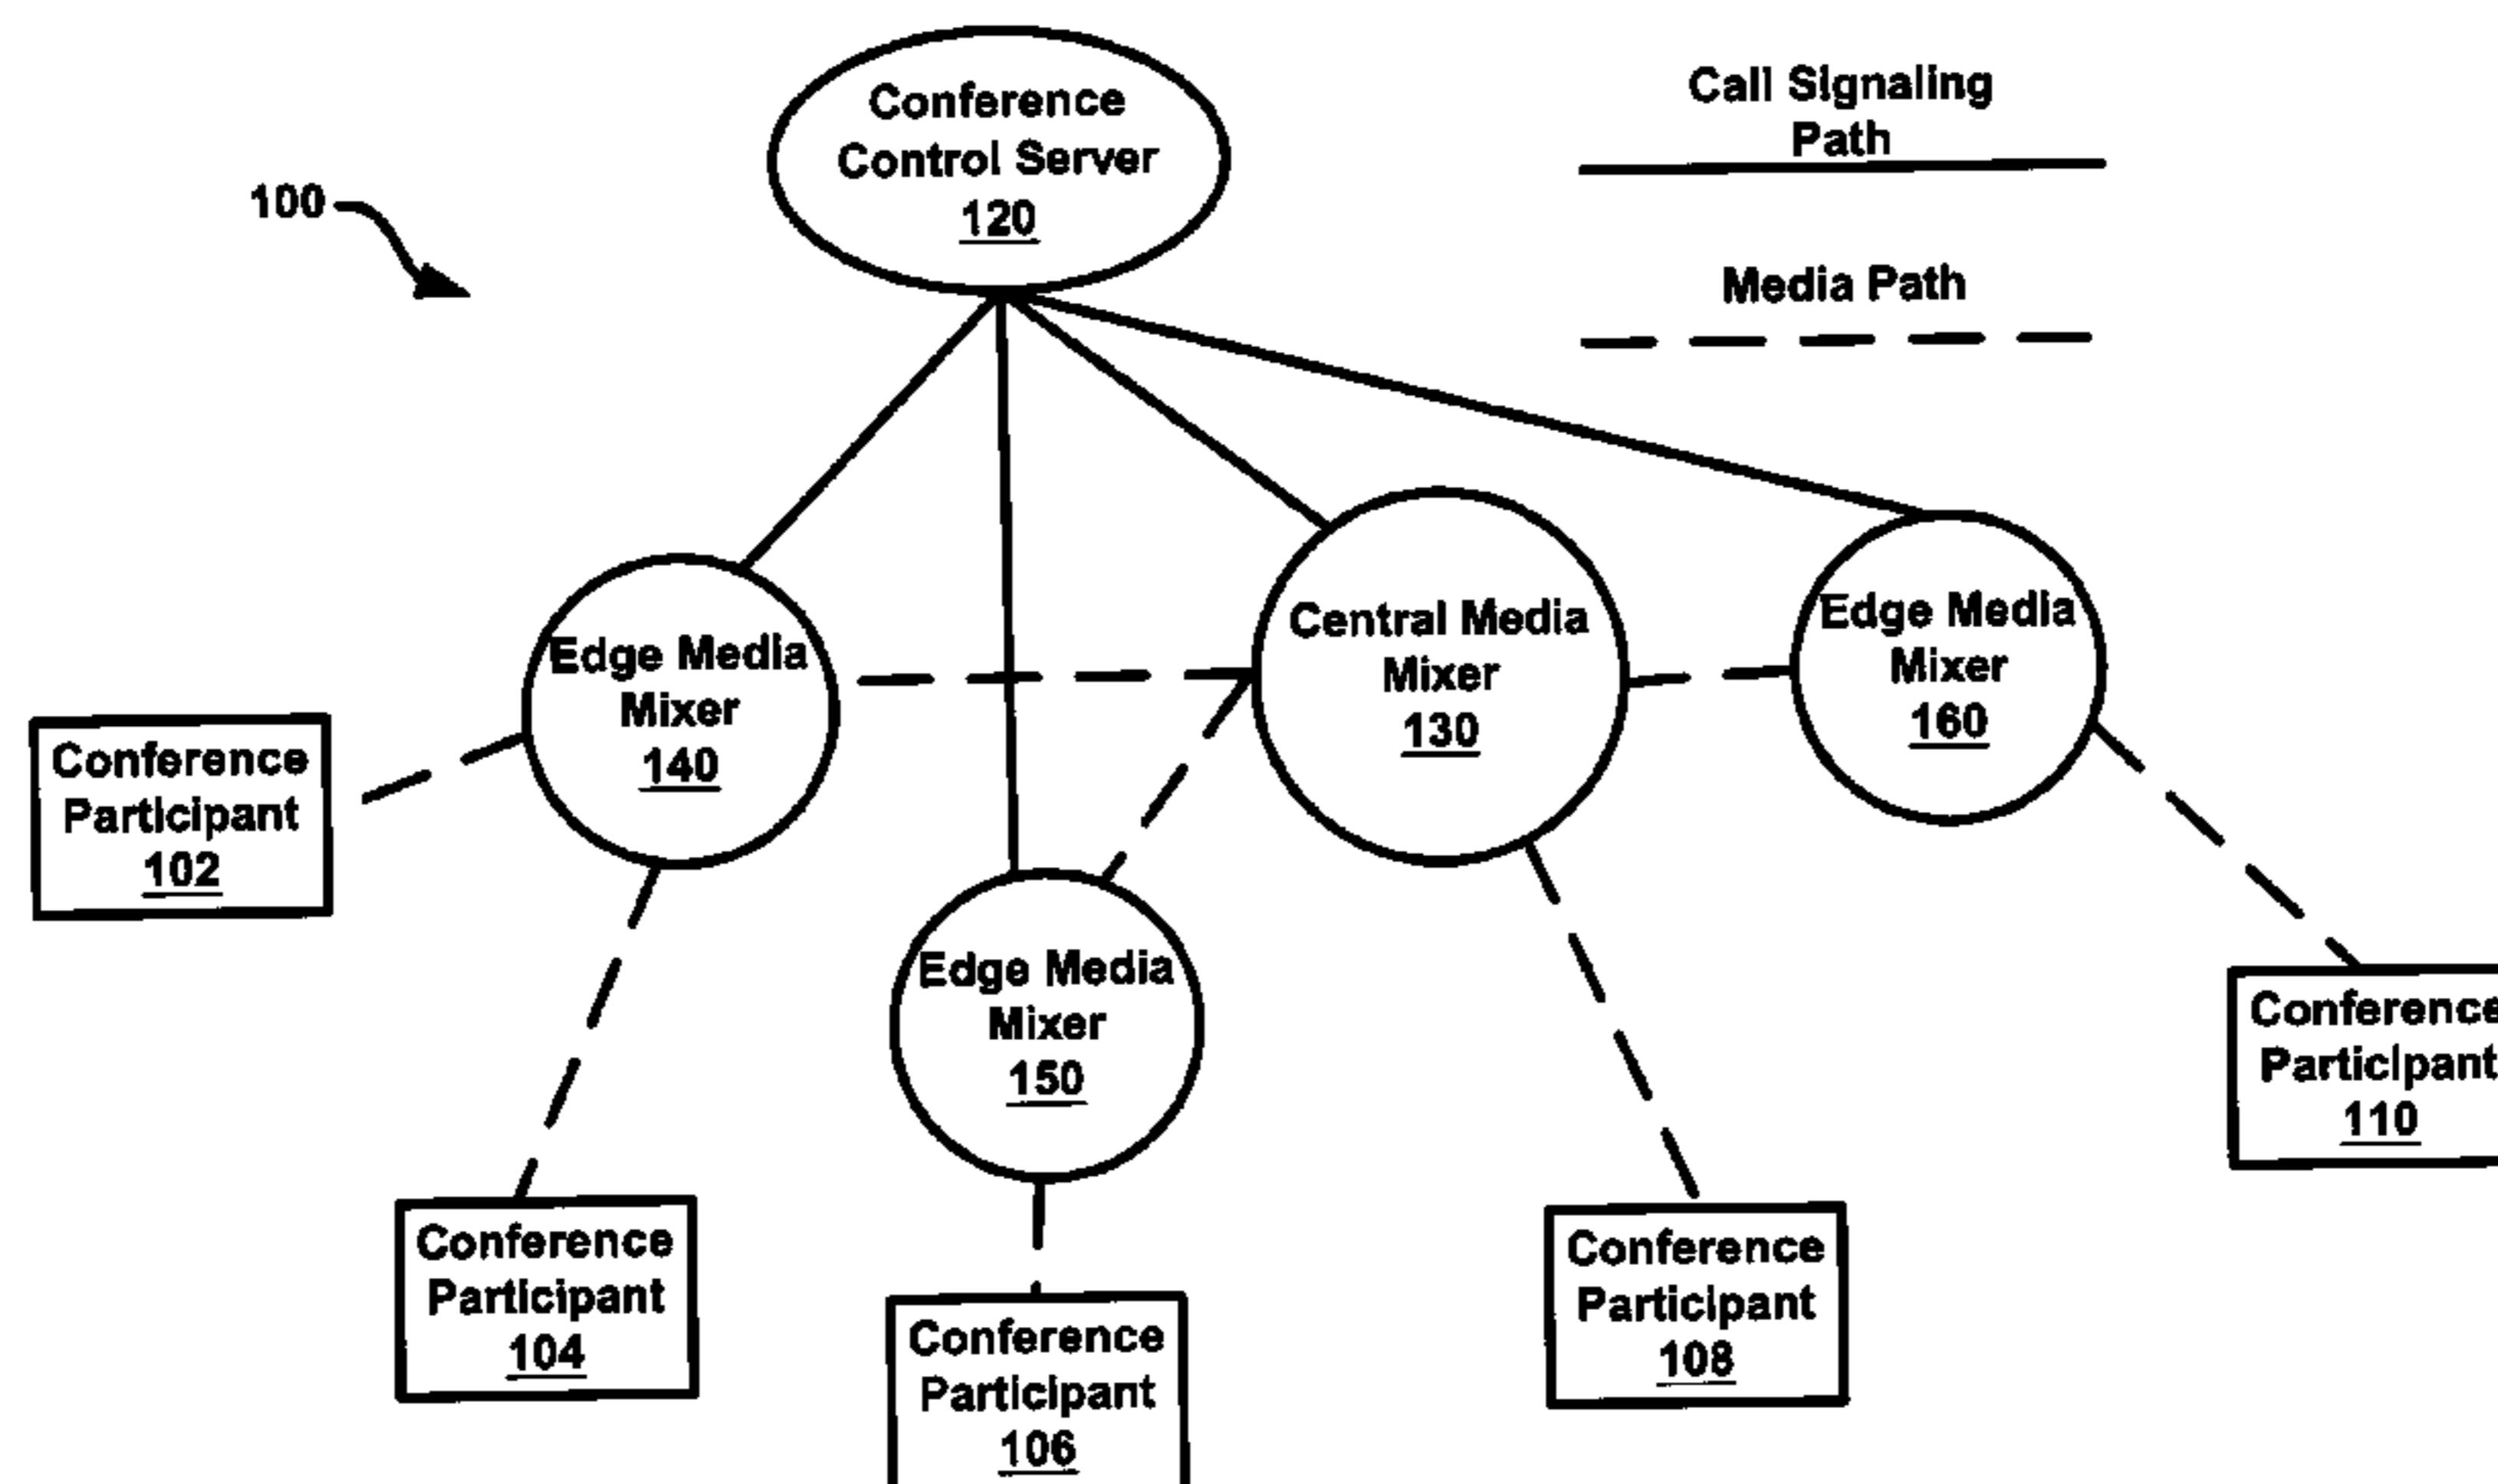 Conference
Control Server
120
Call Signaling
Path
100
Media Path
Edge Media
Mixer
140
Central Media
Mixer
130
Edge Media
Mixer
160
Conference
Participant
102
Edge Media
Mixer
150
Conference
Participant
110
Conference
Participant
104
Conference
Participant
106
Conference
Participant
108